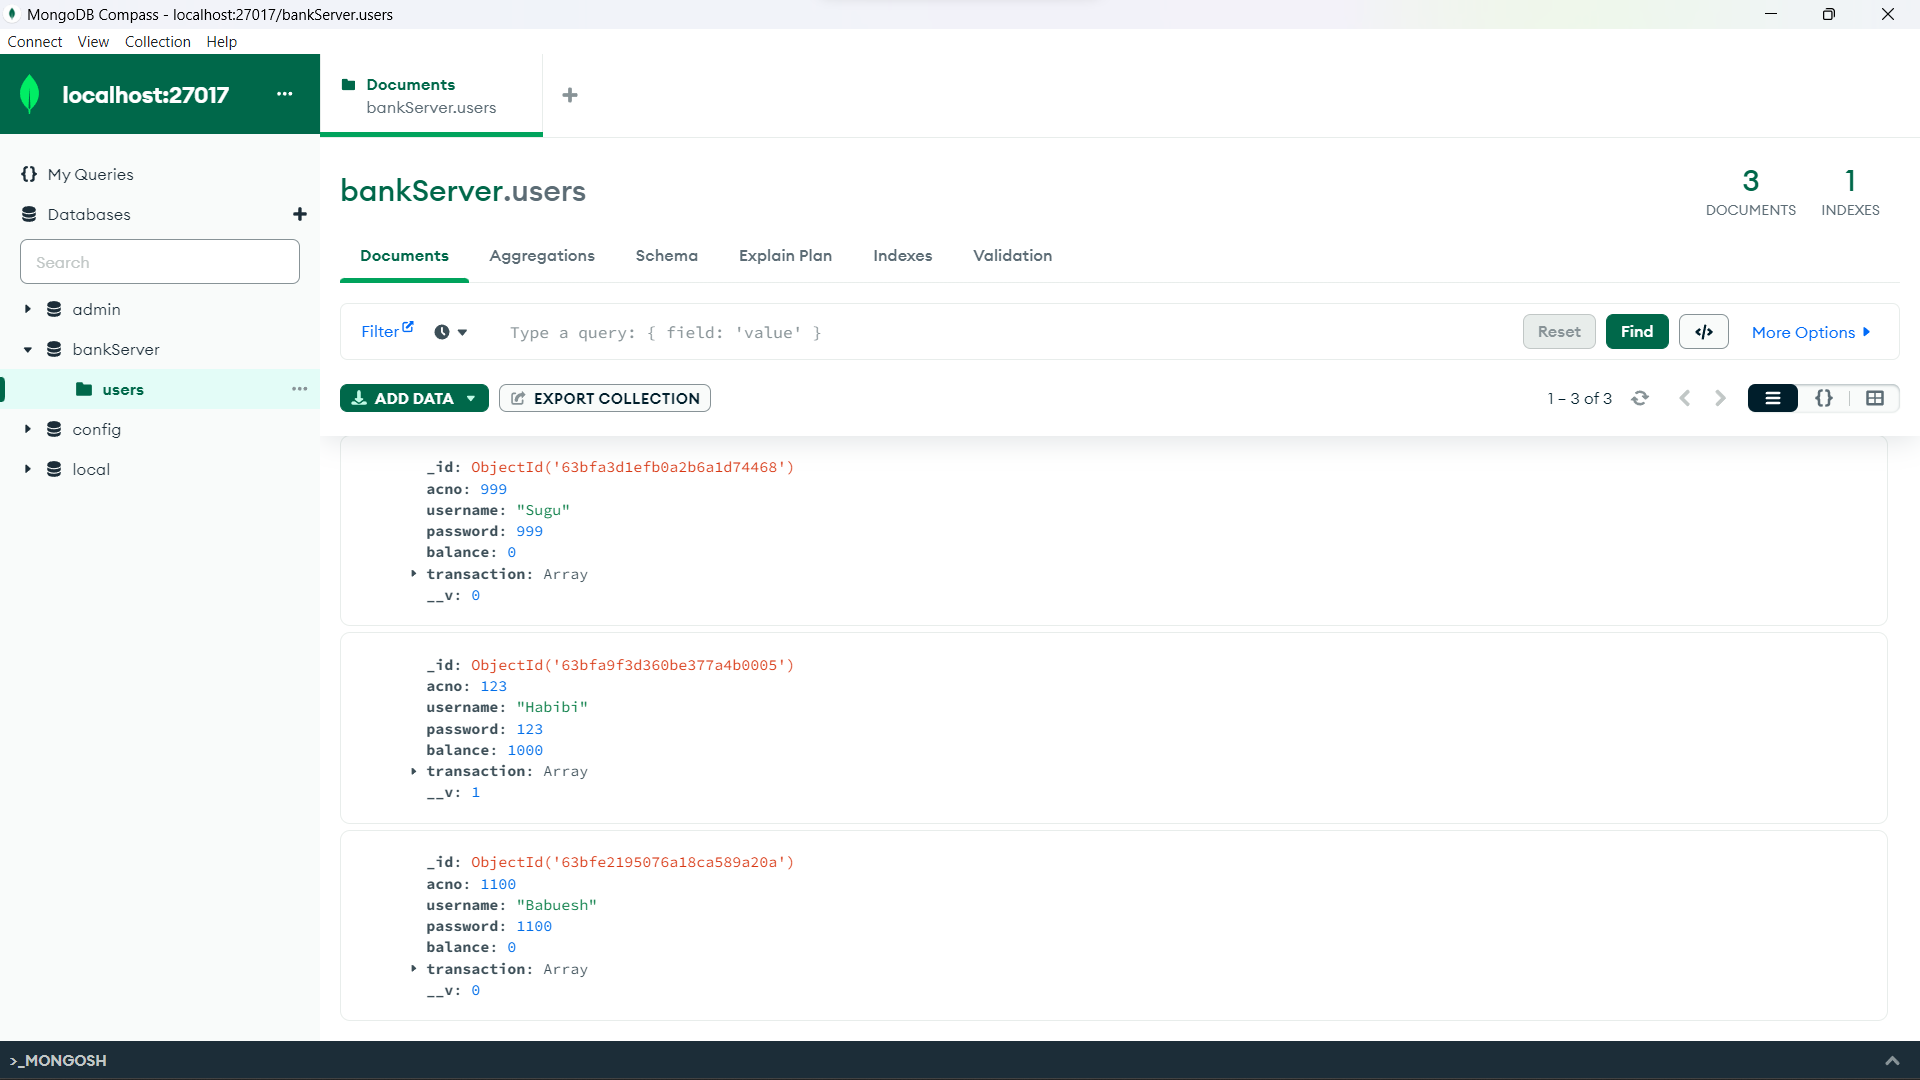 MongoDB Compass - localhost:27017/bankServer.users
Connect View Collection Help
localhost:27017 ...
Documents
bankServer.users
+
{} My Queries
Databases +
Search
admin
bankServer
users ...
config
local
bankServer.users
3
DOCUMENTS
1
INDEXES
Documents Aggregations Schema Explain Plan Indexes Validation
Filter Type a query: { field: 'value' } Reset Find </> More Options
ADD DATA EXPORT COLLECTION 1 – 3 of 3 {}
_id: ObjectId('63bfa3d1efb0a2b6a1d74468')
acno: 999
username: "Sugu"
password: 999
balance: 0
transaction: Array
__v: 0
_id: ObjectId('63bfa9f3d360be377a4b0005')
acno: 123
username: "Habibi"
password: 123
balance: 1000
transaction: Array
__v: 1
_id: ObjectId('63bfe2195076a18ca589a20a')
acno: 1100
username: "Babuesh"
password: 1100
balance: 0
transaction: Array
__v: 0
>_MONGOSH